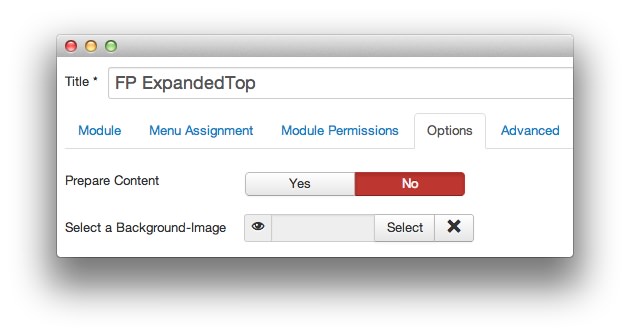 Title * FP ExpandedTop
Module Menu Assignment Module Permissions Options Advanced
Prepare Content Yes No
Select a Background-Image Select